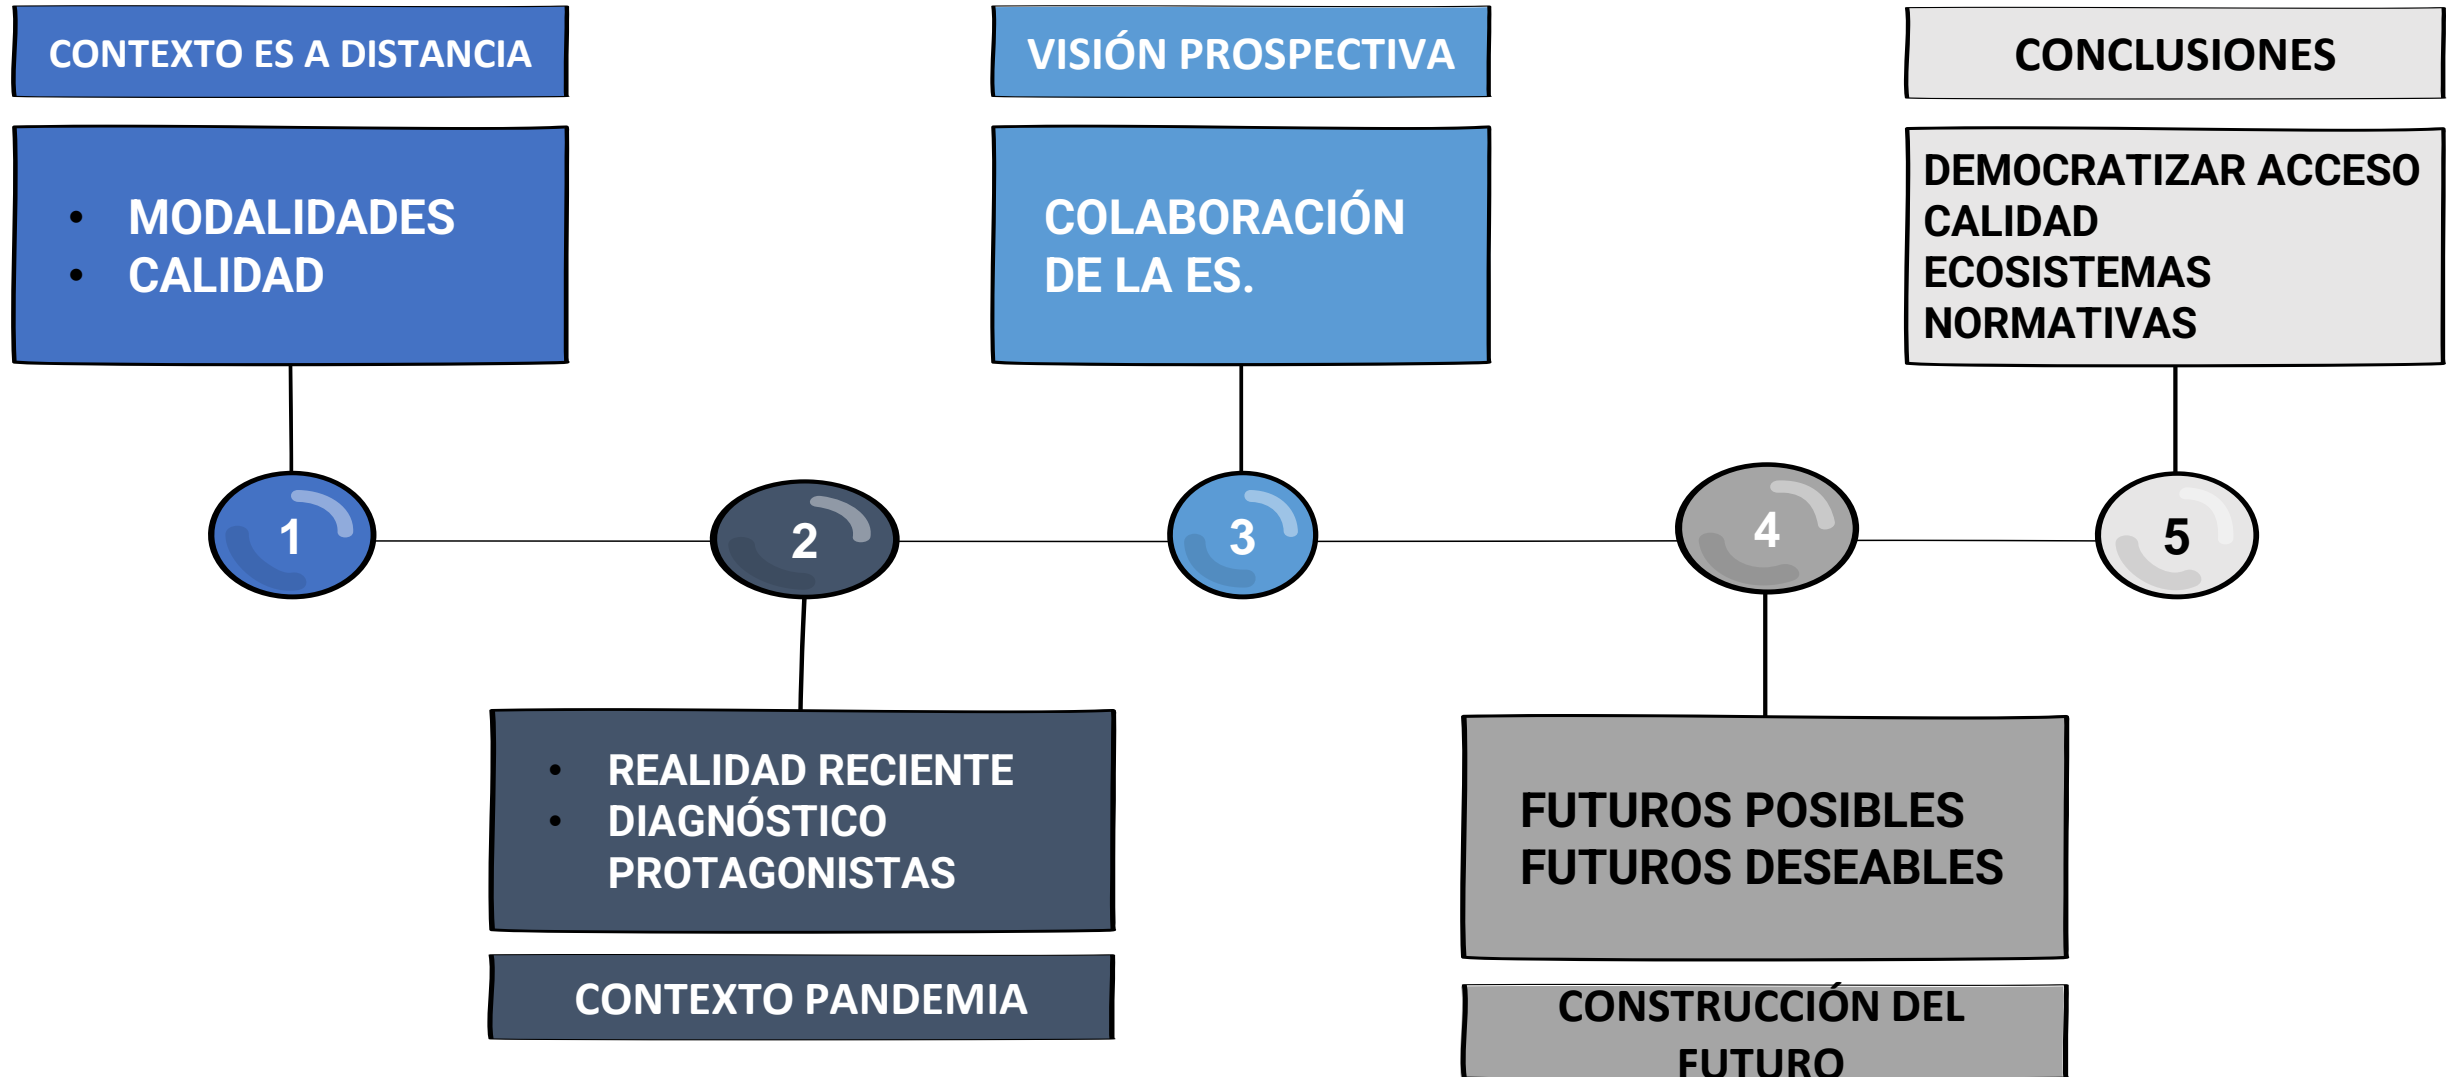 CONTEXTO ES A DISTANCIA
• MODALIDADES
• CALIDAD
1
2
• REALIDAD RECIENTE
• DIAGNÓSTICO
PROTAGONISTAS
CONTEXTO PANDEMIA
VISIÓN PROSPECTIVA
COLABORACIÓN
DE LA ES.
3
4
FUTUROS POSIBLES
FUTUROS DESEABLES
CONSTRUCCIÓN DEL
FUTURO
CONCLUSIONES
DEMOCRATIZAR ACCESO
CALIDAD
ECOSISTEMAS
NORMATIVAS
5